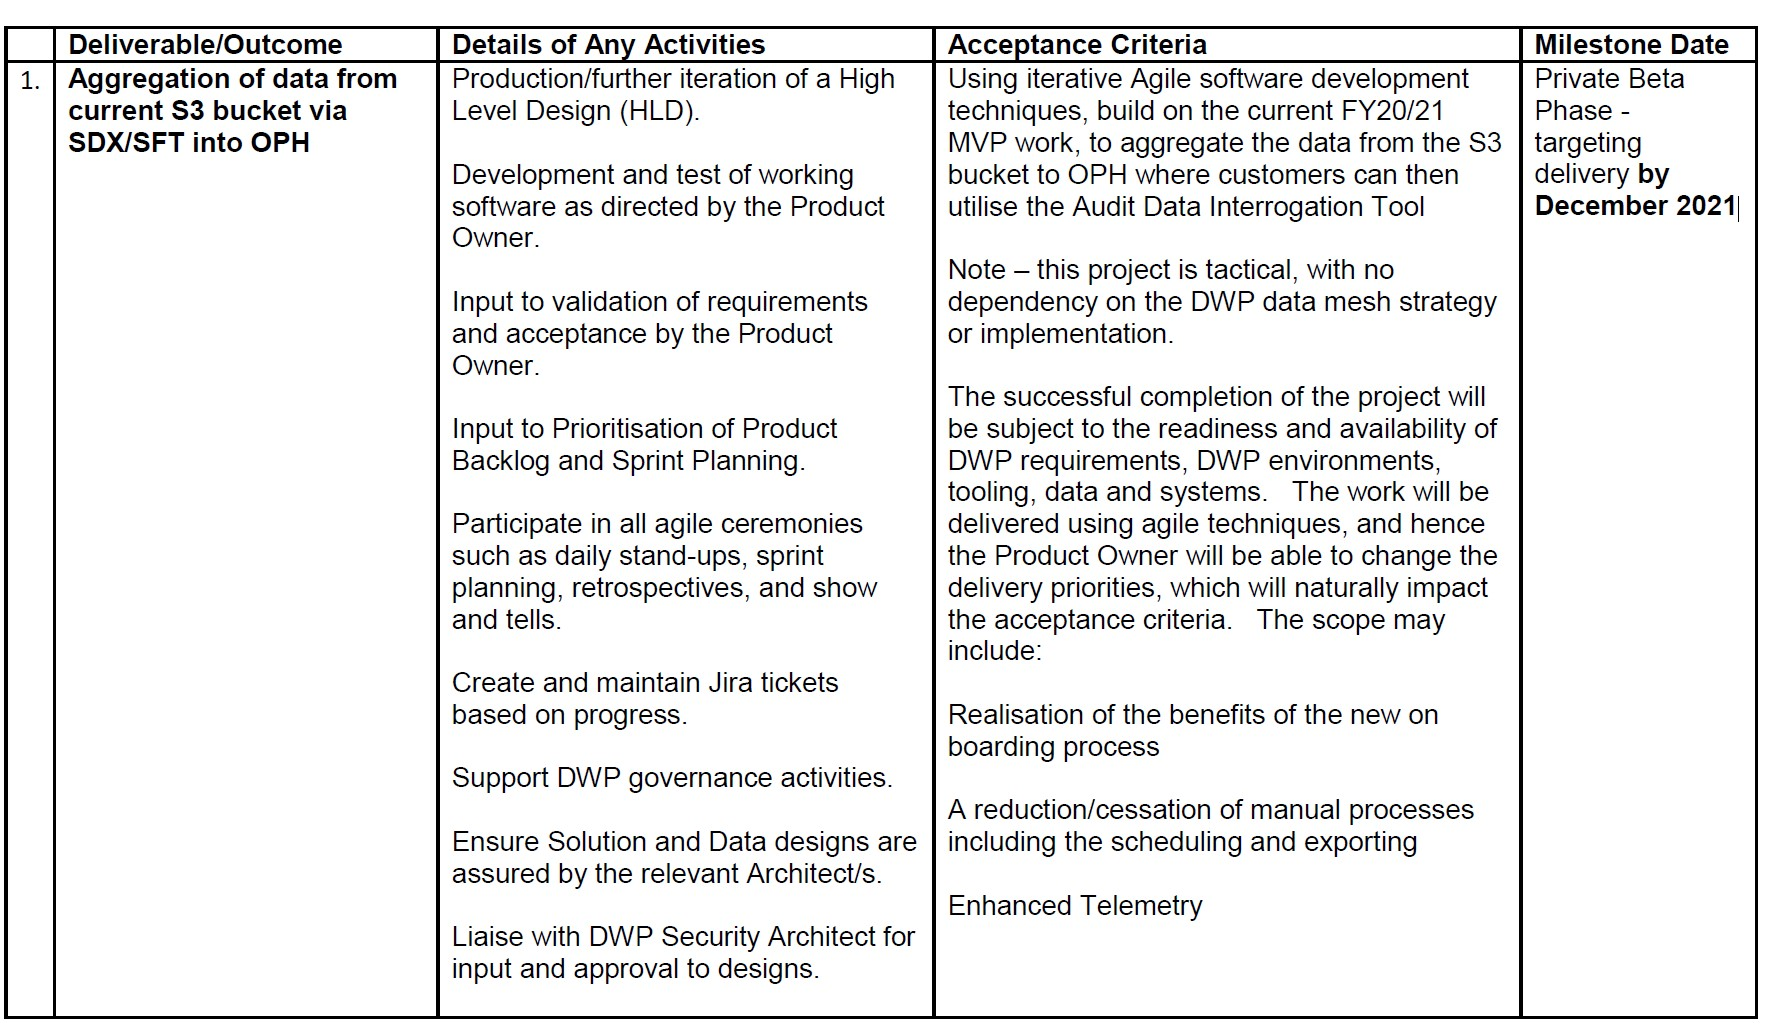 Deliverable/Outcome
Details of Any Activities
Acceptance Criteria
Milestone Date
1.
Aggregation of data from
current S3 bucket via
SDX/SFT into OPH
Production/further iteration of a High
Level Design (HLD).
Development and test of working
software as directed by the Product
Owner.
Input to validation of requirements
and acceptance by the Product
Owner.
Input to Prioritisation of Product
Backlog and Sprint Planning.
Participate in all agile ceremonies
such as daily stand-ups, sprint
planning, retrospectives, and show
and tells.
Create and maintain Jira tickets
based on progress.
Support DWP governance activities.
Ensure Solution and Data designs are
assured by the relevant Architect/s.
Liaise with DWP Security Architect for
input and approval to designs.
Using iterative Agile software development
techniques, build on the current FY20/21
MVP work, to aggregate the data from the S3
bucket to OPH where customers can then
utilise the Audit Data Interrogation Tool
Note – this project is tactical, with no
dependency on the DWP data mesh strategy
or implementation.
The successful completion of the project will
be subject to the readiness and availability of
DWP requirements, DWP environments,
tooling, data and systems.   The work will be
delivered using agile techniques, and hence
the Product Owner will be able to change the
delivery priorities, which will naturally impact
the acceptance criteria.   The scope may
include:
Realisation of the benefits of the new on
boarding process
A reduction/cessation of manual processes
including the scheduling and exporting
Enhanced Telemetry
Private Beta
Phase -
targeting
delivery by
December 2021